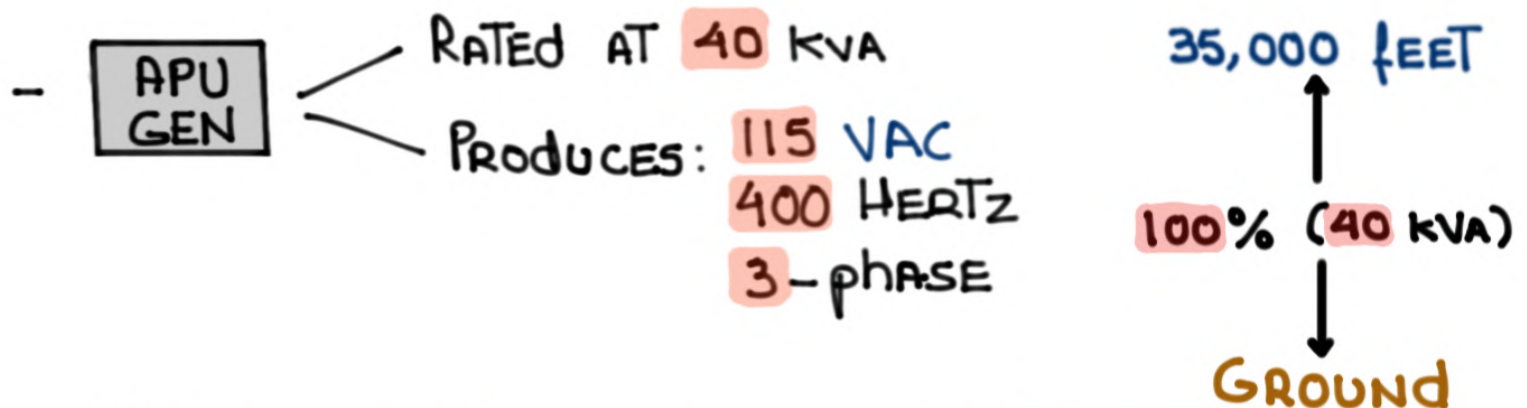 - APU GEN
RATED AT 40 KVA
PRODUCES: 115 VAC
400 HERTZ
3-phASE
35,000 fEET
100% (40 KVA)
GROUNd